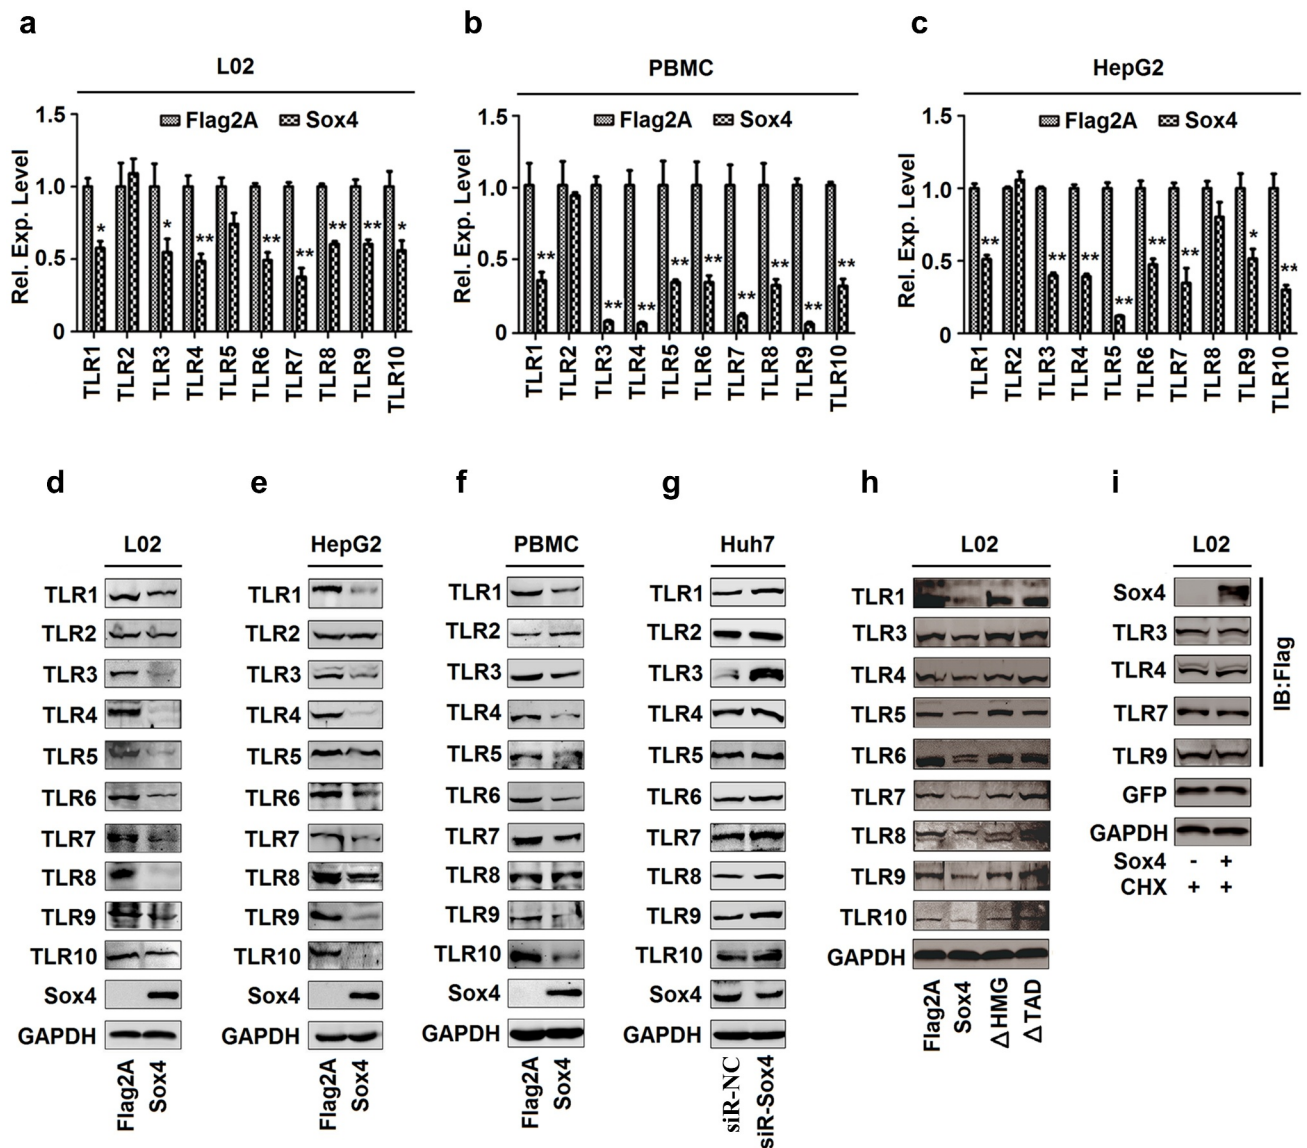 a
L02
Flag2A Sox4
Rel. Exp. Level
1.5
1.0
0.5
0
* * ** ** ** ** ** *
TLR1 TLR2 TLR3 TLR4 TLR5 TLR6 TLR7 TLR8 TLR9 TLR10
b
PBMC
Flag2A Sox4
Rel. Exp. Level
1.5
1.0
0.5
0
** ** ** ** ** ** ** ** **
TLR1 TLR2 TLR3 TLR4 TLR5 TLR6 TLR7 TLR8 TLR9 TLR10
c
HepG2
Flag2A Sox4
Rel. Exp. Level
1.5
1.0
0.5
0
** ** ** ** ** ** * **
TLR1 TLR2 TLR3 TLR4 TLR5 TLR6 TLR7 TLR8 TLR9 TLR10
d
L02
TLR1
TLR2
TLR3
TLR4
TLR5
TLR6
TLR7
TLR8
TLR9
TLR10
Sox4
GAPDH
Flag2A Sox4
e
HepG2
TLR1
TLR2
TLR3
TLR4
TLR5
TLR6
TLR7
TLR8
TLR9
TLR10
Sox4
GAPDH
Flag2A Sox4
f
PBMC
TLR1
TLR2
TLR3
TLR4
TLR5
TLR6
TLR7
TLR8
TLR9
TLR10
Sox4
GAPDH
Flag2A Sox4
g
Huh7
TLR1
TLR2
TLR3
TLR4
TLR5
TLR6
TLR7
TLR8
TLR9
TLR10
Sox4
GAPDH
siR-NC siR-Sox4
h
L02
TLR1
TLR3
TLR4
TLR5
TLR6
TLR7
TLR8
TLR9
TLR10
GAPDH
Flag2A Sox4 △HMG △TAD
i
L02
Sox4
TLR3
TLR4
TLR7
TLR9
IB:Flag
GFP
GAPDH
Sox4 - +
CHX + +